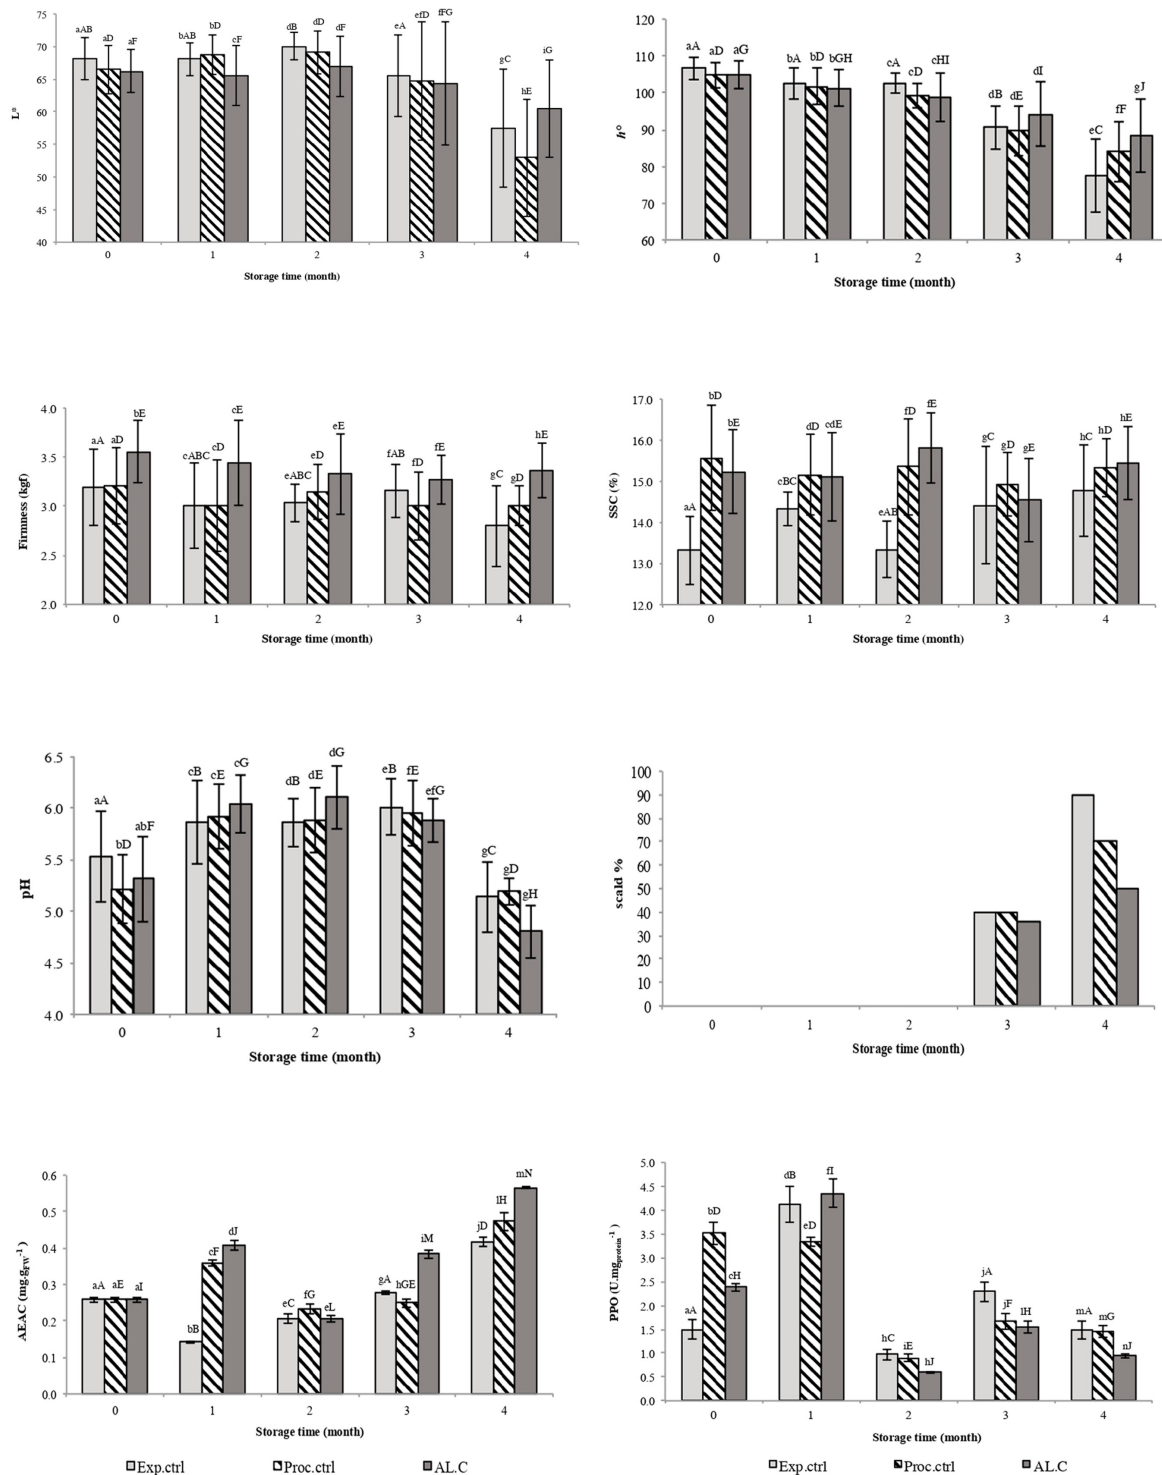 75
70
65
60
55
50
45
40
L*
aAB aD aF
bAB bD cF
dB dD dF
eA efD fFG
gC hE iG
0 1 2 3 4
Storage time (month)
120
110
100
90
80
70
60
h°
aA aD aG
bA bD bGH
cA cD cHI
dB dE dI
eC fF gJ
0 1 2 3 4
Storage time (month)
4.0
3.5
3.0
2.5
2.0
Firmness (kgf)
aA aD bE
cABC cD cE
eABC eD eE
fAB fD fE
gC gD hE
0 1 2 3 4
Storage time (month)
17.0
16.0
15.0
14.0
13.0
12.0
SSC (%)
aA bD bE
cBC dD cdE
eAB fD fE
gC gD gE
hC hD hE
0 1 2 3 4
Storage time (month)
6.5
6.0
5.5
5.0
4.5
4.0
pH
aA bD abF
cB cE cG
dB dE dG
eB fE efG
gC gD gH
0 1 2 3 4
Storage time (month)
100
90
80
70
60
50
40
30
20
10
0
scald %
0 1 2 3 4
Storage time (month)
0.6
0.5
0.4
0.3
0.2
0.1
0.0
AEAC (mg.gFW-1)
aA aE aI
bB cF dJ
eC fG eL
gA hGE iM
jD lH mN
0 1 2 3 4
Storage time (month)
Exp.ctrl Proc.ctrl AL.C
5.0
4.5
4.0
3.5
3.0
2.5
2.0
1.5
1.0
0.5
0.0
PPO (U.mgprotein-1)
aA bD cH
dB eD fI
hC iE hJ
jA jF lH
mA mG nJ
0 1 2 3 4
Storage time (month)
Exp.ctrl Proc.ctrl AL.C